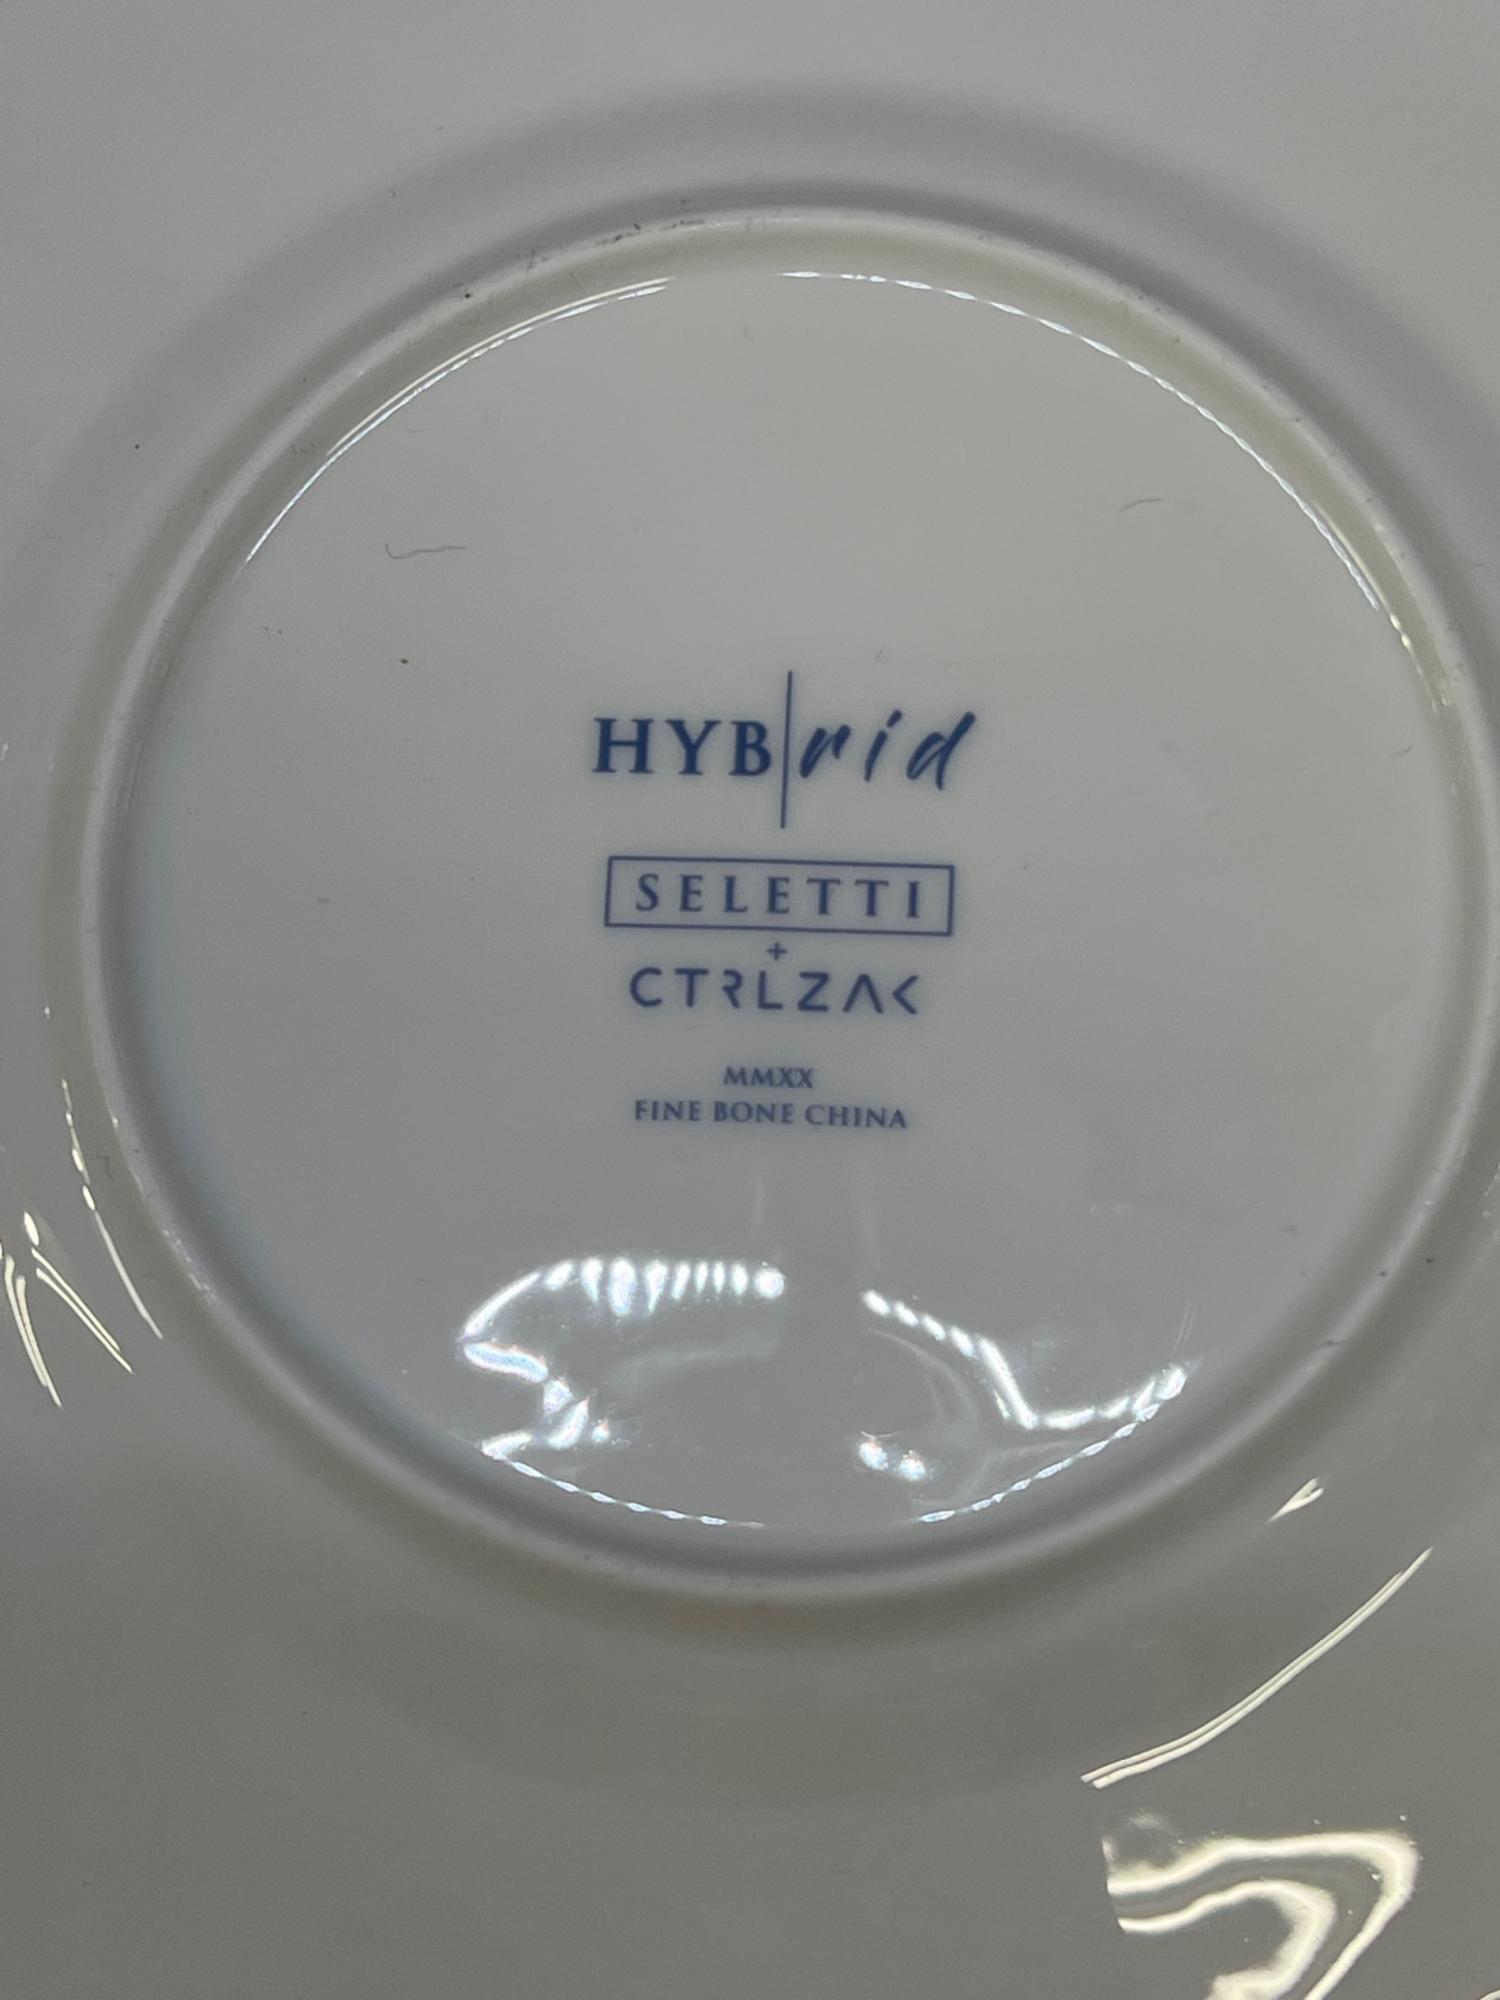 HYB|rid
SELETTI
+
CTRLZAK
MMXX
FINE BONE CHINA